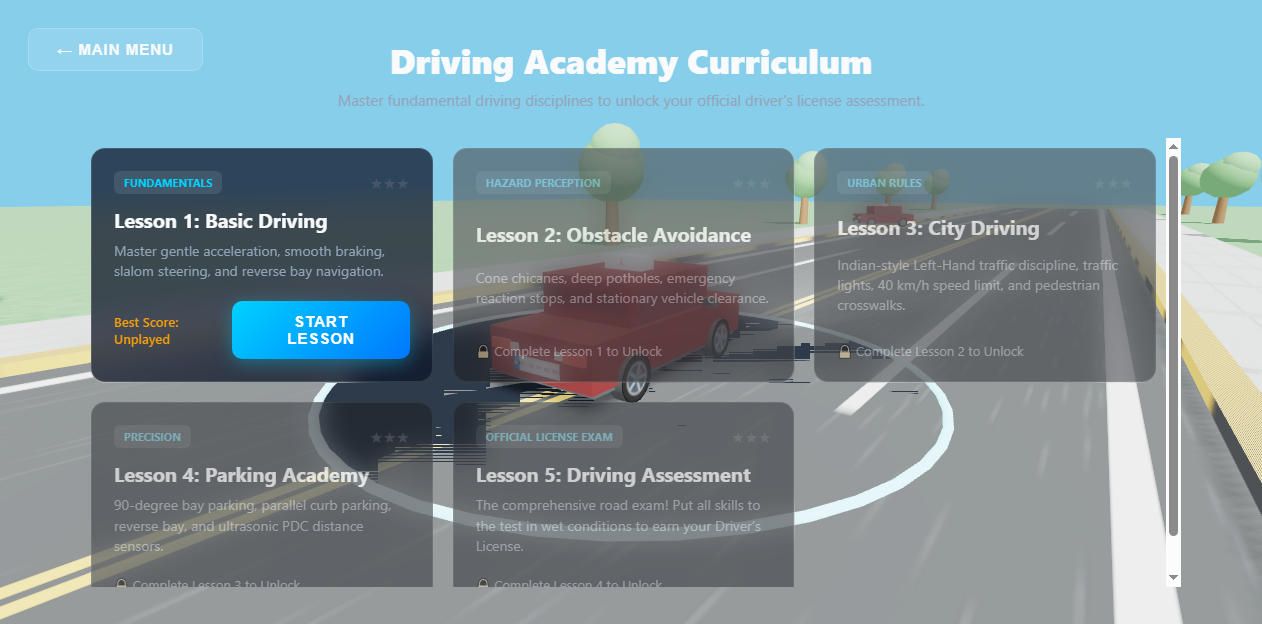 ← MAIN MENU
Driving Academy Curriculum
Master fundamental driving disciplines to unlock your official driver's license assessment.
FUNDAMENTALS
★★★
Lesson 1: Basic Driving
Master gentle acceleration, smooth braking,
slalom steering, and reverse bay navigation.
Best Score:
Unplayed
START
LESSON
HAZARD PERCEPTION
★★★
Lesson 2: Obstacle Avoidance
Cone chicanes, deep potholes, emergency
reaction stops, and stationary vehicle clearance.
🔒 Complete Lesson 1 to Unlock
URBAN RULES
★★★
Lesson 3: City Driving
Indian-style Left-Hand traffic discipline, traffic
lights, 40 km/h speed limit, and pedestrian
crosswalks.
🔒 Complete Lesson 2 to Unlock
PRECISION
★★★
Lesson 4: Parking Academy
90-degree bay parking, parallel curb parking,
reverse bay, and ultrasonic PDC distance
sensors.
🔒 Complete Lesson 3 to Unlock
OFFICIAL LICENSE EXAM
★★★
Lesson 5: Driving Assessment
The comprehensive road exam! Put all skills to
the test in wet conditions to earn your Driver's
License.
🔒 Complete Lesson 4 to Unlock